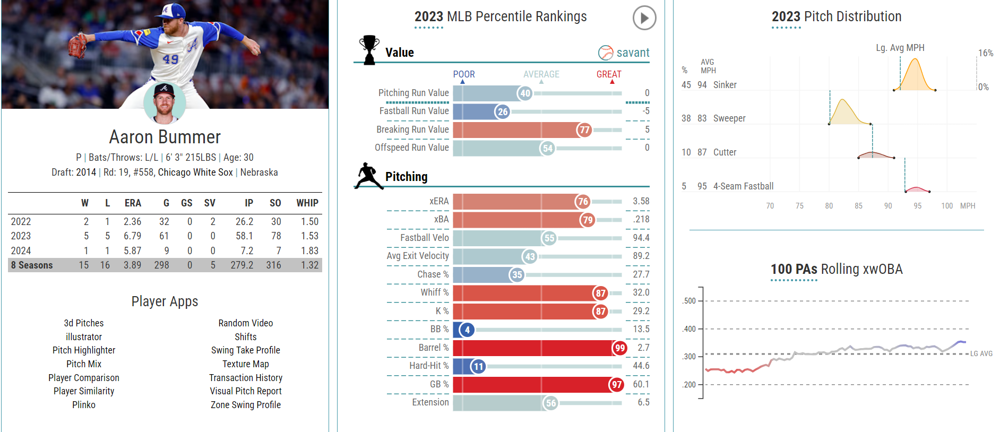 49
Aaron Bummer
P | Bats/Throws: L/L | 6' 3" 215LBS | Age: 30
Draft: 2014 | Rd: 19, #558, Chicago White Sox | Nebraska
W L ERA G GS SV IP SO WHIP
2022 2 1 2.36 32 0 2 26.2 30 1.50
2023 5 5 6.79 61 0 0 58.1 78 1.53
2024 1 1 5.87 9 0 0 7.2 7 1.83
8 Seasons 15 16 3.89 298 0 5 279.2 316 1.32
Player Apps
3d Pitches Random Video
illustrator Shifts
Pitch Highlighter Swing Take Profile
Pitch Mix Texture Map
Player Comparison Transaction History
Player Similarity Visual Pitch Report
Plinko Zone Swing Profile
2023 MLB Percentile Rankings
Value savant
POOR AVERAGE GREAT
Pitching Run Value 40 0
Fastball Run Value 26 -5
Breaking Run Value 77 5
Offspeed Run Value 54 0
Pitching
xERA 76 3.58
xBA 79 .218
Fastball Velo 55 94.4
Avg Exit Velocity 43 89.2
Chase % 35 27.7
Whiff % 87 32.0
K % 87 29.2
BB % 4 13.5
Barrel % 99 2.7
Hard-Hit % 11 44.6
GB % 97 60.1
Extension 56 6.5
2023 Pitch Distribution
Lg. Avg MPH
16%
% AVG MPH
45 94 Sinker 0%
38 83 Sweeper
10 87 Cutter
5 95 4-Seam Fastball
70 75 80 85 90 95 100 MPH
100 PAs Rolling xwOBA
.500
.400
.300 LG AVG
.200